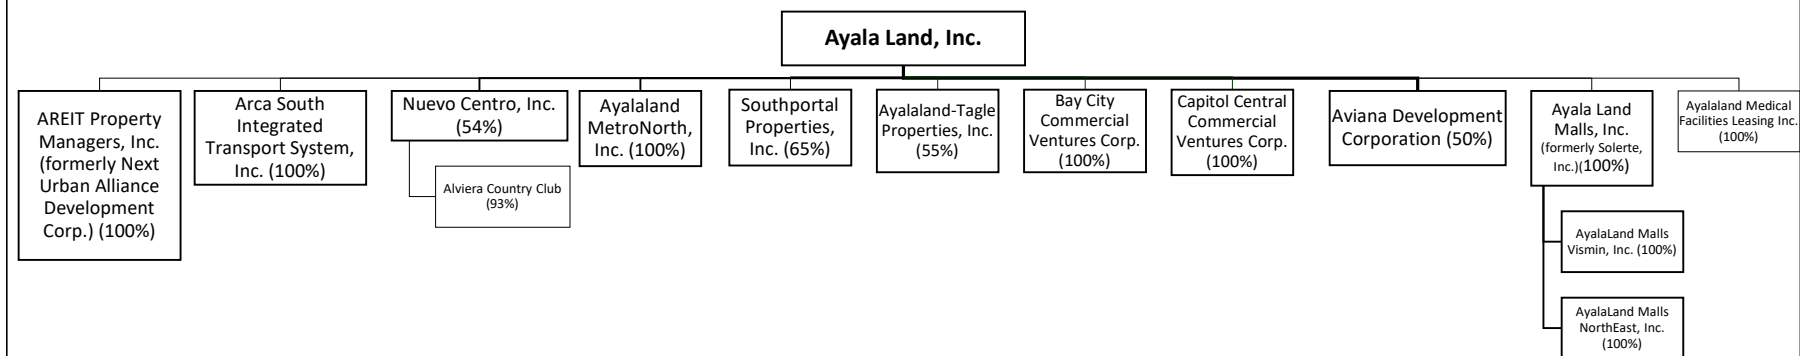 Ayala Land, Inc.
AREIT Property
Managers, Inc.
(formerly Next
Urban Alliance
Development
Corp.) (100%)
Arca South
Integrated
Transport System,
Inc. (100%)
Nuevo Centro, Inc.
(54%)
Alviera Country Club
(93%)
Ayalaland
MetroNorth,
Inc. (100%)
Southportal
Properties,
Inc. (65%)
Ayalaland-Tagle
Properties, Inc.
(55%)
Bay City
Commercial
Ventures Corp.
(100%)
Capitol Central
Commercial
Ventures Corp.
(100%)
Aviana Development
Corporation (50%)
Ayala Land
Malls, Inc.
(formerly Solerte,
Inc.)(100%)
AyalaLand Malls
Vismin, Inc. (100%)
AyalaLand Malls
NorthEast, Inc.
(100%)
Ayalaland Medical
Facilities Leasing Inc.
(100%)